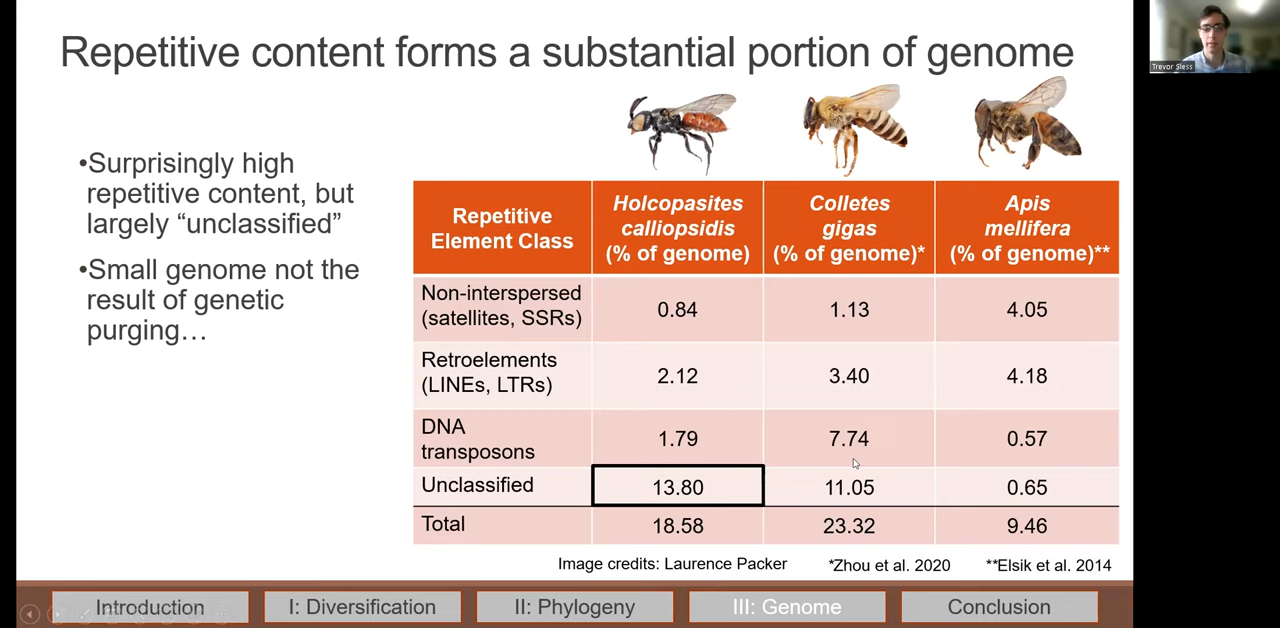 Repetitive content forms a substantial portion of genome
Trevor Sless
•Surprisingly high
repetitive content, but
largely “unclassified”
•Small genome not the
result of genetic
purging…
Repetitive
Element Class
Holcopasites
calliopsidis
(% of genome)
Colletes
gigas
(% of genome)*
Apis
mellifera
(% of genome)**
Non-interspersed
(satellites, SSRs)
0.84
1.13
4.05
Retroelements
(LINEs, LTRs)
2.12
3.40
4.18
DNA
transposons
1.79
7.74
0.57
Unclassified
13.80
11.05
0.65
Total
18.58
23.32
9.46
Image credits: Laurence Packer
*Zhou et al. 2020
**Elsik et al. 2014
Introduction
I: Diversification
II: Phylogeny
III: Genome
Conclusion